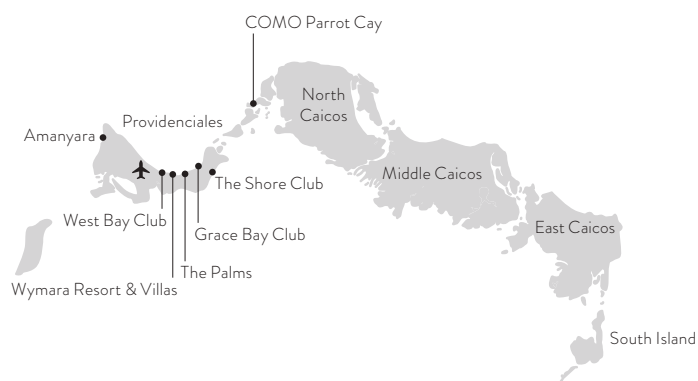 COMO Parrot Cay
North
Caicos
Providenciales
Amanyara
Middle Caicos
The Shore Club
West Bay Club
East Caicos
Grace Bay Club
The Palms
Wymara Resort & Villas
South Island